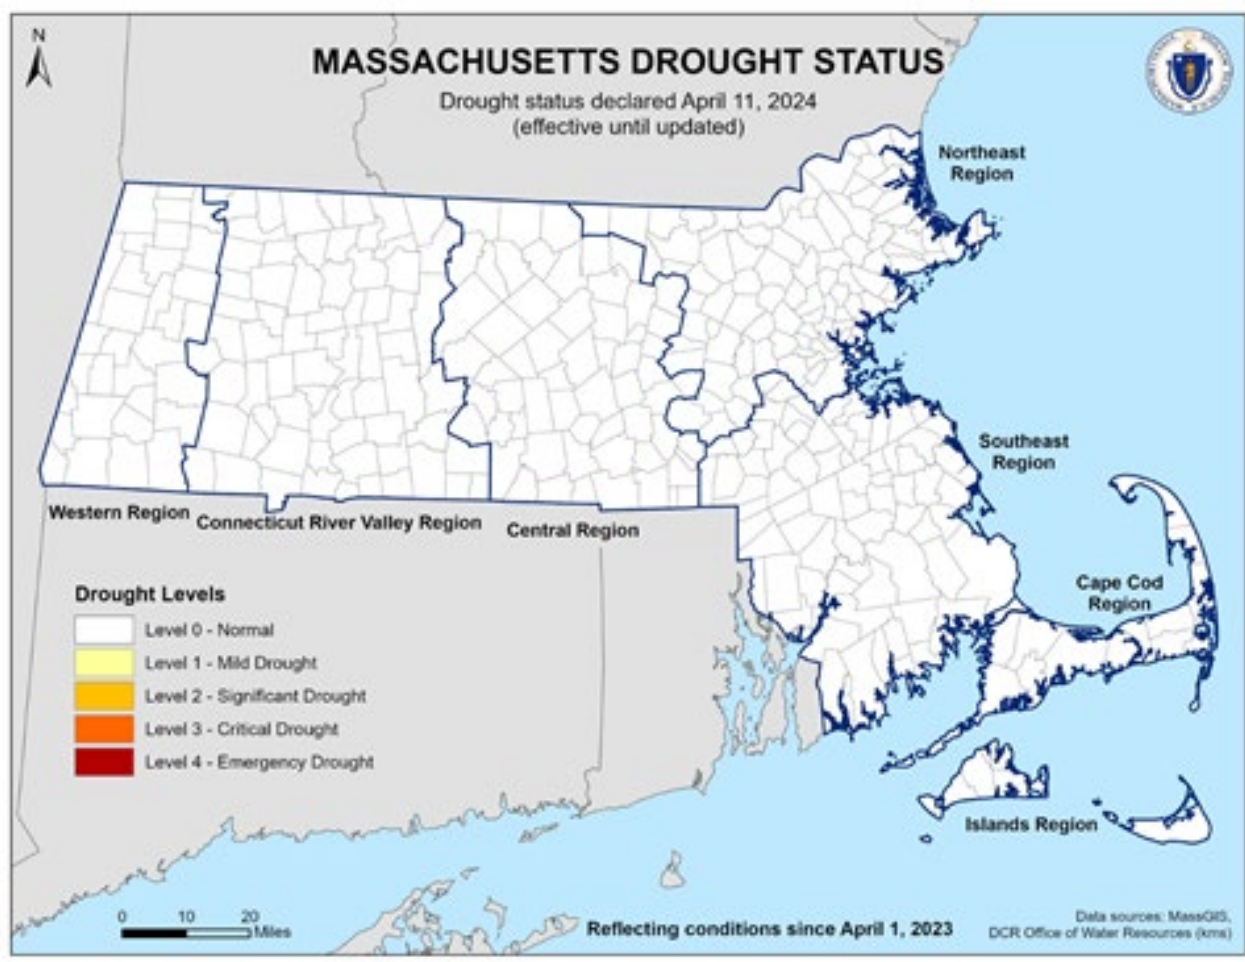 N
MASSACHUSETTS DROUGHT STATUS
Drought status declared April 11, 2024
(effective until updated)
Northeast
Region
Southeast
Region
Cape Cod
Region
Western Region
Connecticut River Valley Region
Central Region
Drought Levels
Level 0 - Normal
Level 1 - Mild Drought
Level 2 - Significant Drought
Level 3 - Critical Drought
Level 4 - Emergency Drought
Islands Region
0 10 20
Miles
Reflecting conditions since April 1, 2023
Data sources: MassGIS,
DCR Office of Water Resources (kms)